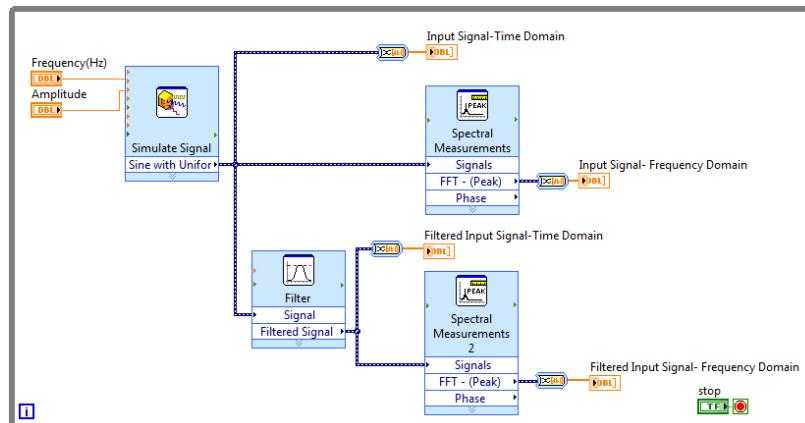 Input Signal-Time Domain
DBL]
Frequency(Hz)
DBL
Amplitude
DBL
Simulate Signal
Sine with Unifor
PEAK
Spectral
Measurements
Signals
FFT - (Peak)
Phase
Input Signal- Frequency Domain
DBL]
Filtered Input Signal-Time Domain
DBL]
Filter
Signal
Filtered Signal
PEAK
Spectral
Measurements
2
Signals
FFT - (Peak)
Phase
Filtered Input Signal- Frequency Domain
DBL]
stop
TF
i